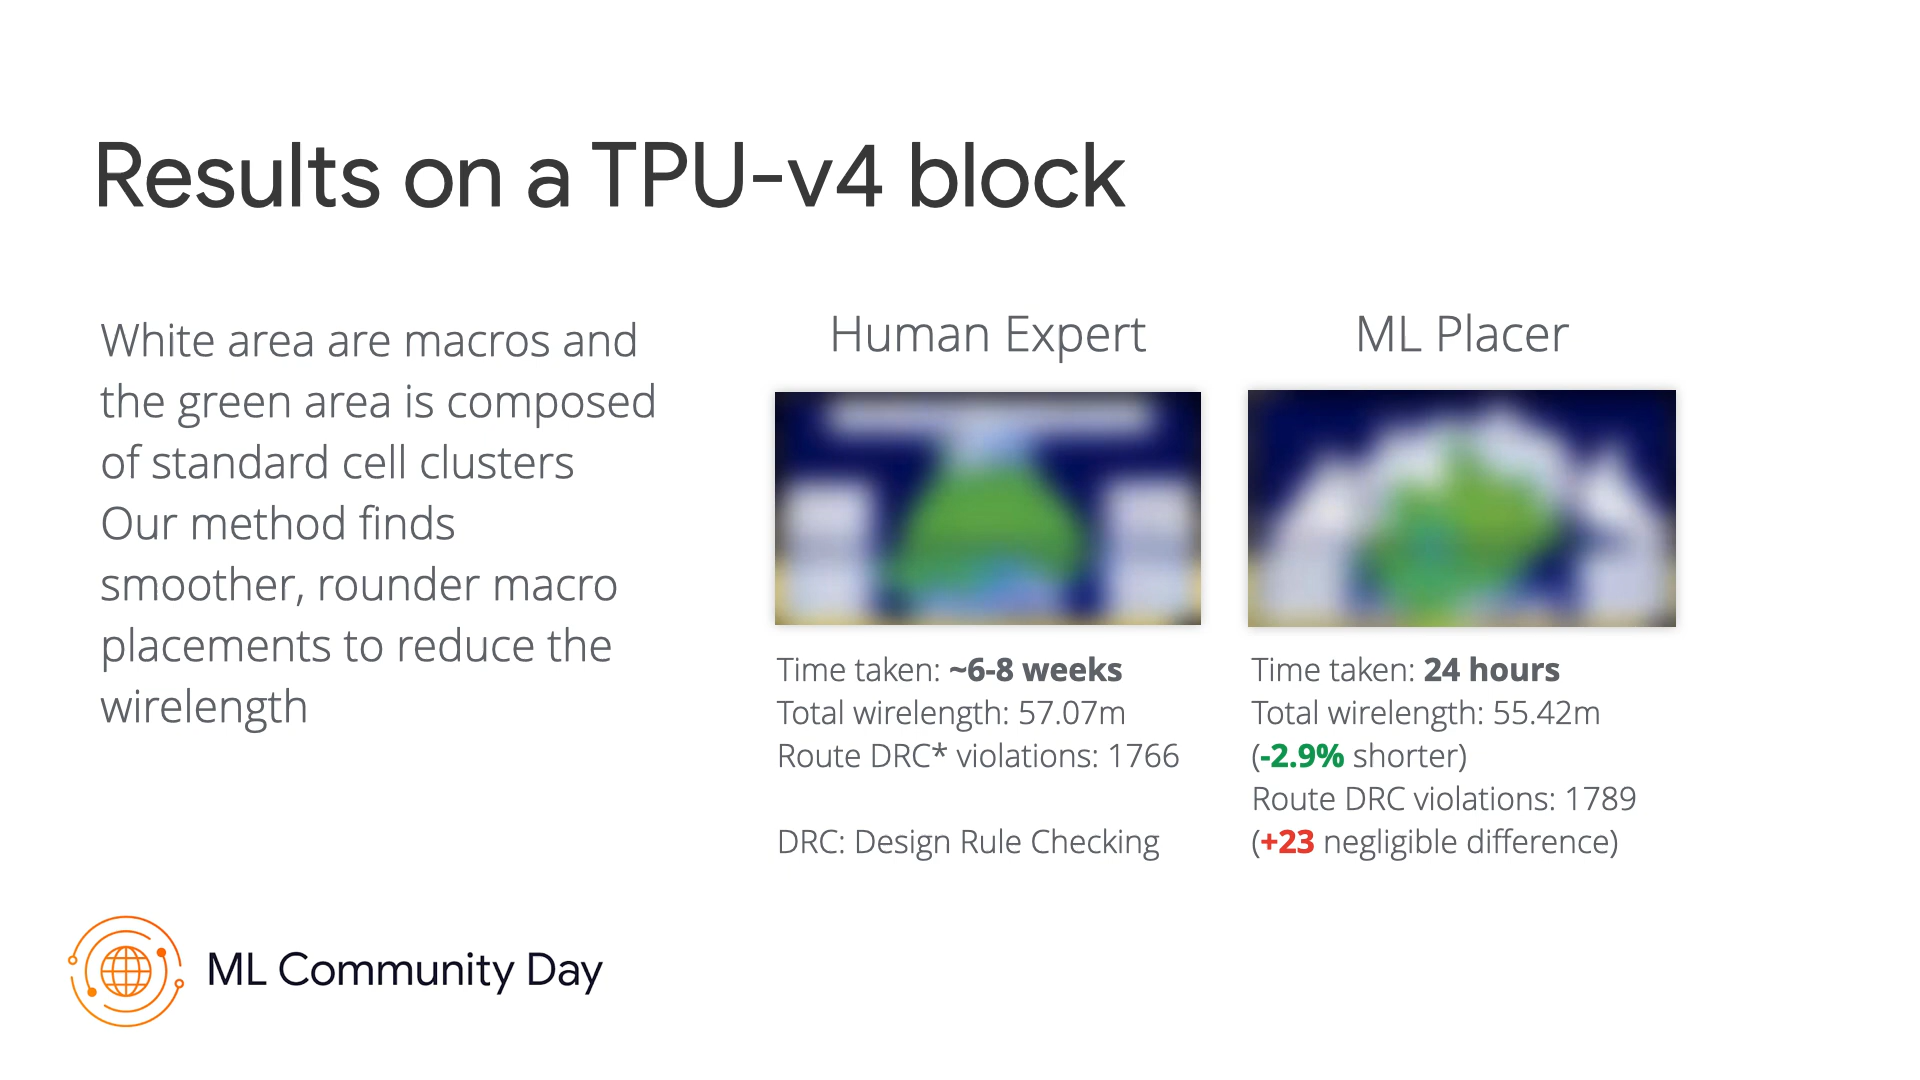 Results on a TPU-v4 block
White area are macros and
the green area is composed
of standard cell clusters
Our method finds
smoother, rounder macro
placements to reduce the
wirelength
Human Expert
Time taken: ~6-8 weeks
Total wirelength: 57.07m
Route DRC* violations: 1766
DRC: Design Rule Checking
ML Placer
Time taken: 24 hours
Total wirelength: 55.42m
(-2.9% shorter)
Route DRC violations: 1789
(+23 negligible difference)
ML Community Day